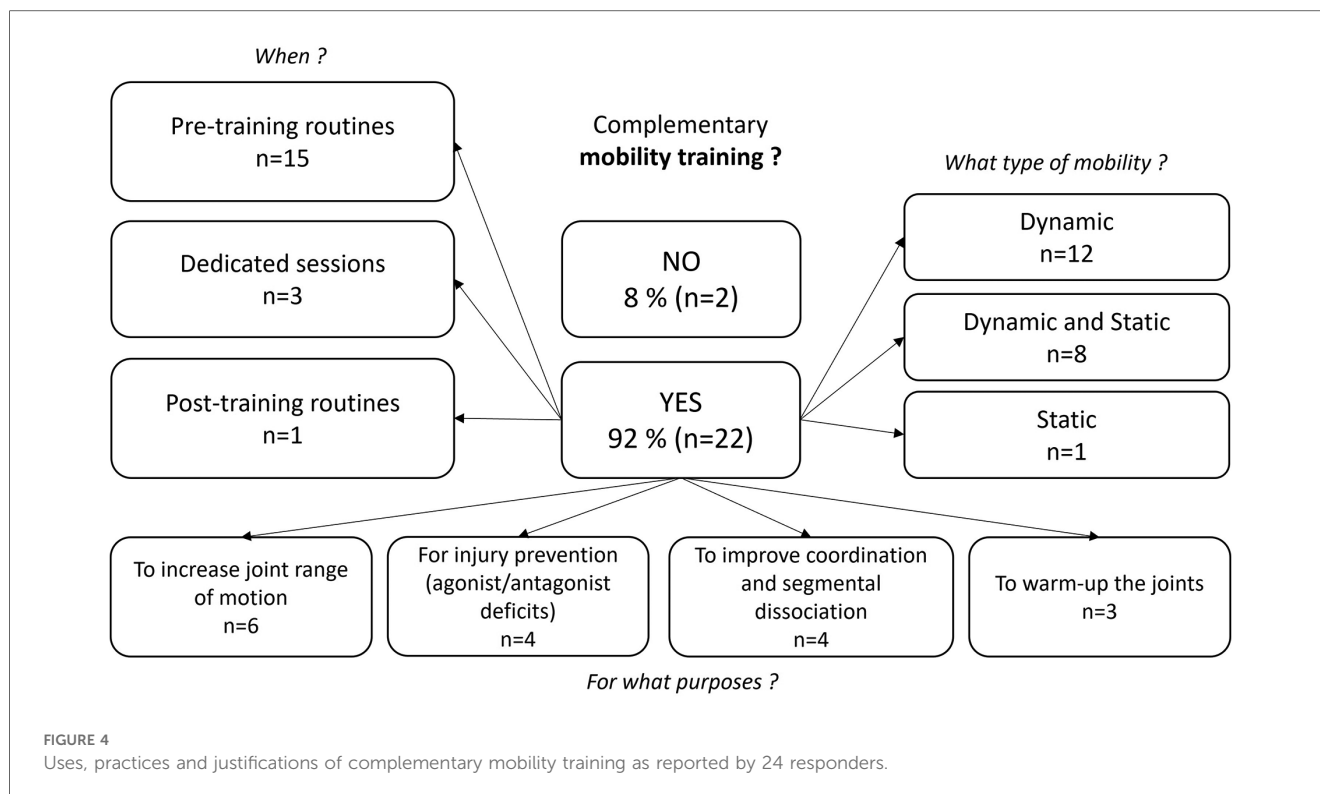 When ?
Pre-training routines
n=15
Dedicated sessions
n=3
Post-training routines
n=1
Complementary
mobility training ?
NO
8 % (n=2)
YES
92 % (n=22)
What type of mobility ?
Dynamic
n=12
Dynamic and Static
n=8
Static
n=1
To increase joint range
of motion
n=6
For injury prevention
(agonist/antagonist
deficits)
n=4
To improve coordination
and segmental
dissociation
n=4
To warm-up the joints
n=3
For what purposes ?
FIGURE 4
Uses, practices and justifications of complementary mobility training as reported by 24 responders.